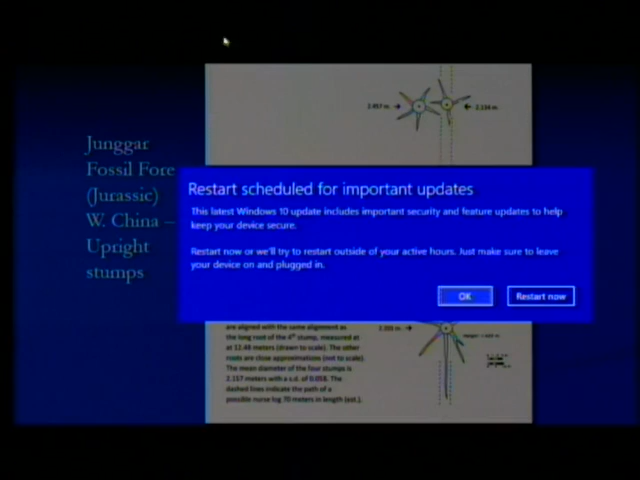 2.457 m.
2.134 m.
Junggar
Fossil Fore
(Jurassic)
W. China –
Upright
stumps
Restart scheduled for important updates
This latest Windows 10 update includes important security and feature updates to help
keep your device secure.
Restart now or we'll try to restart outside of your active hours. Just make sure to leave
your device on and plugged in.
OK
Restart now
are aligned with the same alignment as
the long root of the 4th stump, measured at
at 12.48 meters (drawn to scale). The other
roots are close approximations (not to scale).
The mean diameter of the four stumps is
2.157 meters with a s.d. of 0.058. The
dashed lines indicate the path of a
possible nurse log 70 meters in length (est.).